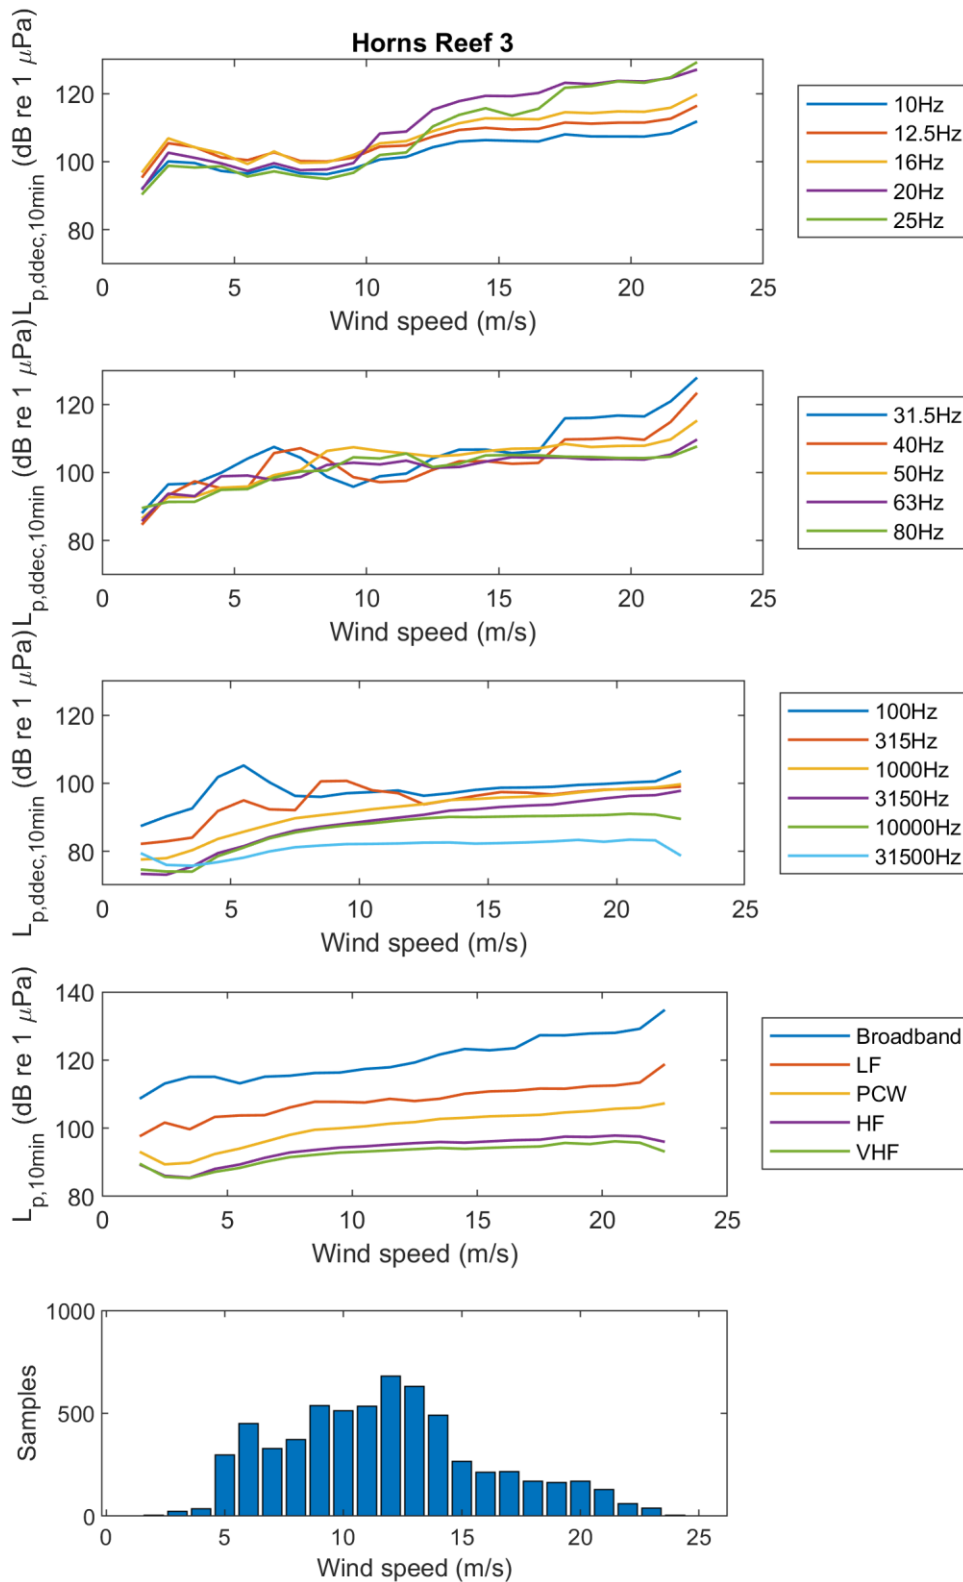 Horns Reef 3
L_p,ddec,10min (dB re 1 μPa)
120
100
80
0 5 10 15 20 25
Wind speed (m/s)
10Hz
12.5Hz
16Hz
20Hz
25Hz
L_p,ddec,10min (dB re 1 μPa)
120
100
80
0 5 10 15 20 25
Wind speed (m/s)
31.5Hz
40Hz
50Hz
63Hz
80Hz
L_p,ddec,10min (dB re 1 μPa)
120
100
80
0 5 10 15 20 25
Wind speed (m/s)
100Hz
315Hz
1000Hz
3150Hz
10000Hz
31500Hz
L_p,10min (dB re 1 μPa)
140
120
100
80
0 5 10 15 20 25
Wind speed (m/s)
Broadband
LF
PCW
HF
VHF
Samples
1000
500
0
0 5 10 15 20 25
Wind speed (m/s)